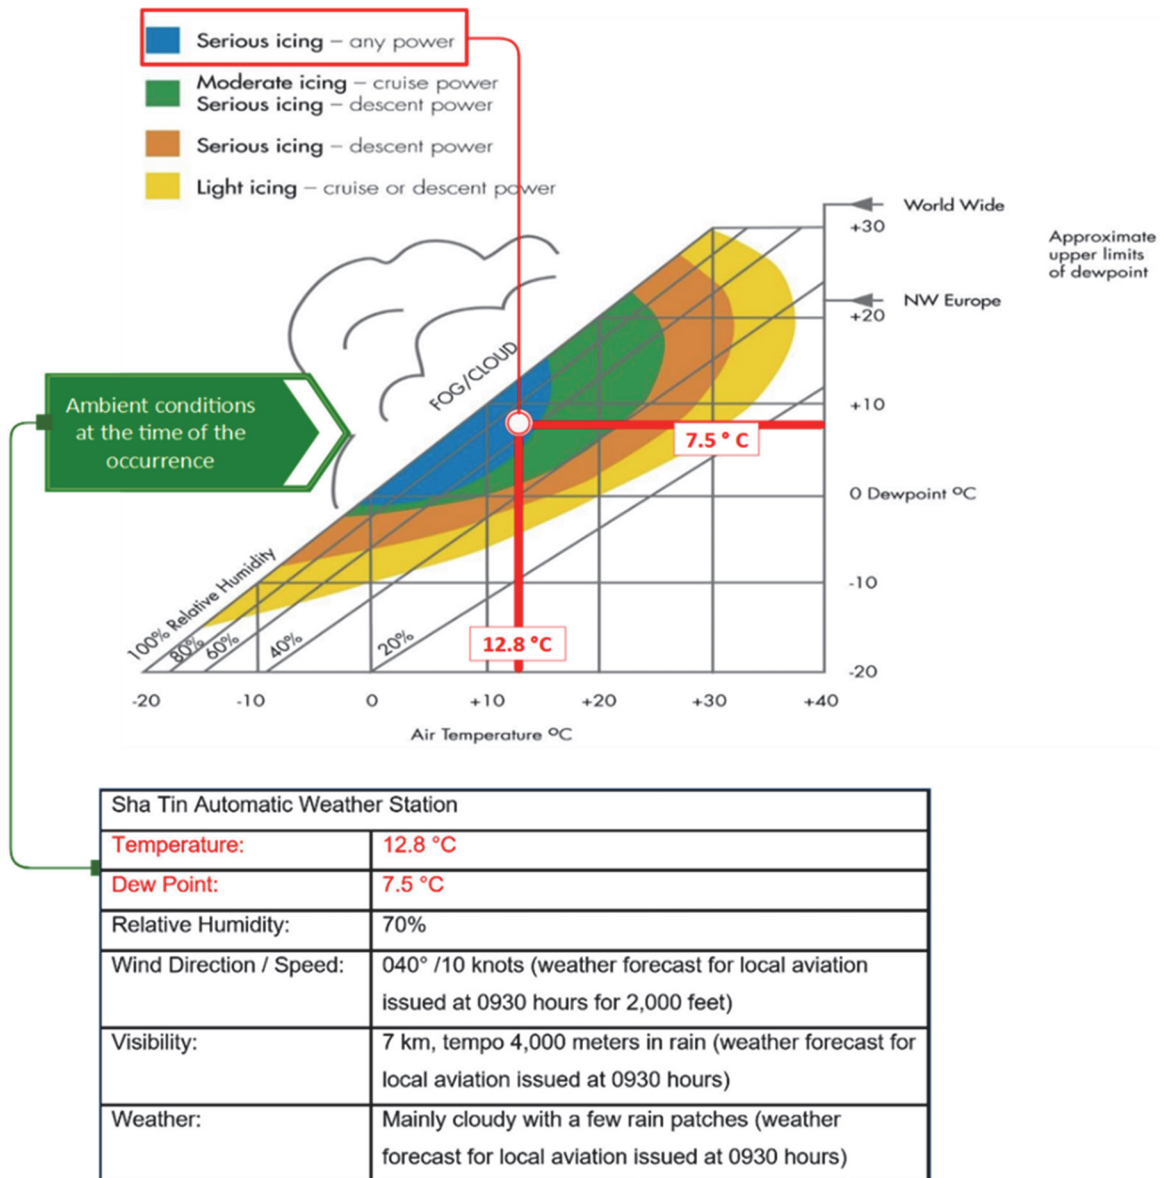 Serious icing – any power
Moderate icing – cruise power
Serious icing – descent power
Serious icing – descent power
Light icing – cruise or descent power
World Wide
+30
Approximate
upper limits
of dewpoint
NW Europe
+20
FOG/CLOUD
+10
Ambient conditions
at the time of the
occurrence
7.5 ° C
0 Dewpoint ºC
-10
100% Relative Humidity
80%
60%
40%
20%
12.8 °C
-20
-20
-10
0
+10
+20
+30
+40
Air Temperature ºC
Sha Tin Automatic Weather Station
Temperature:
12.8 °C
Dew Point:
7.5 °C
Relative Humidity:
70%
Wind Direction / Speed:
040° /10 knots (weather forecast for local aviation
issued at 0930 hours for 2,000 feet)
Visibility:
7 km, tempo 4,000 meters in rain (weather forecast for
local aviation issued at 0930 hours)
Weather:
Mainly cloudy with a few rain patches (weather
forecast for local aviation issued at 0930 hours)